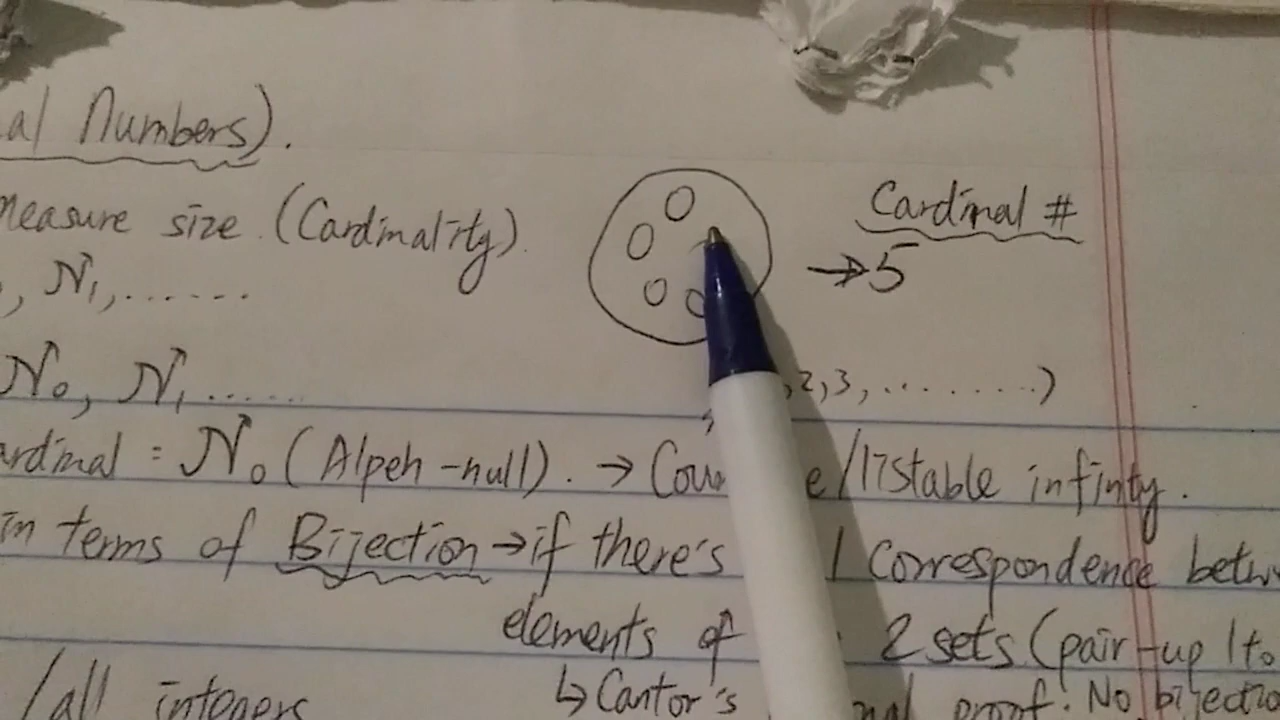 al Numbers).
measure size (Cardinality). Cardinal #
, ℵ₁, ...... → 5
ℵ₀, ℵ₁ ...... ,2,3, ........)
ardinal : ℵ₀ (Alpeh-null). → /listable infinty.
in terms of Bijection → if there's 1 correspondence betw
elements of 2 sets (pair-up 1 to
/all integers ↳ Cantor's proof: No bijectio